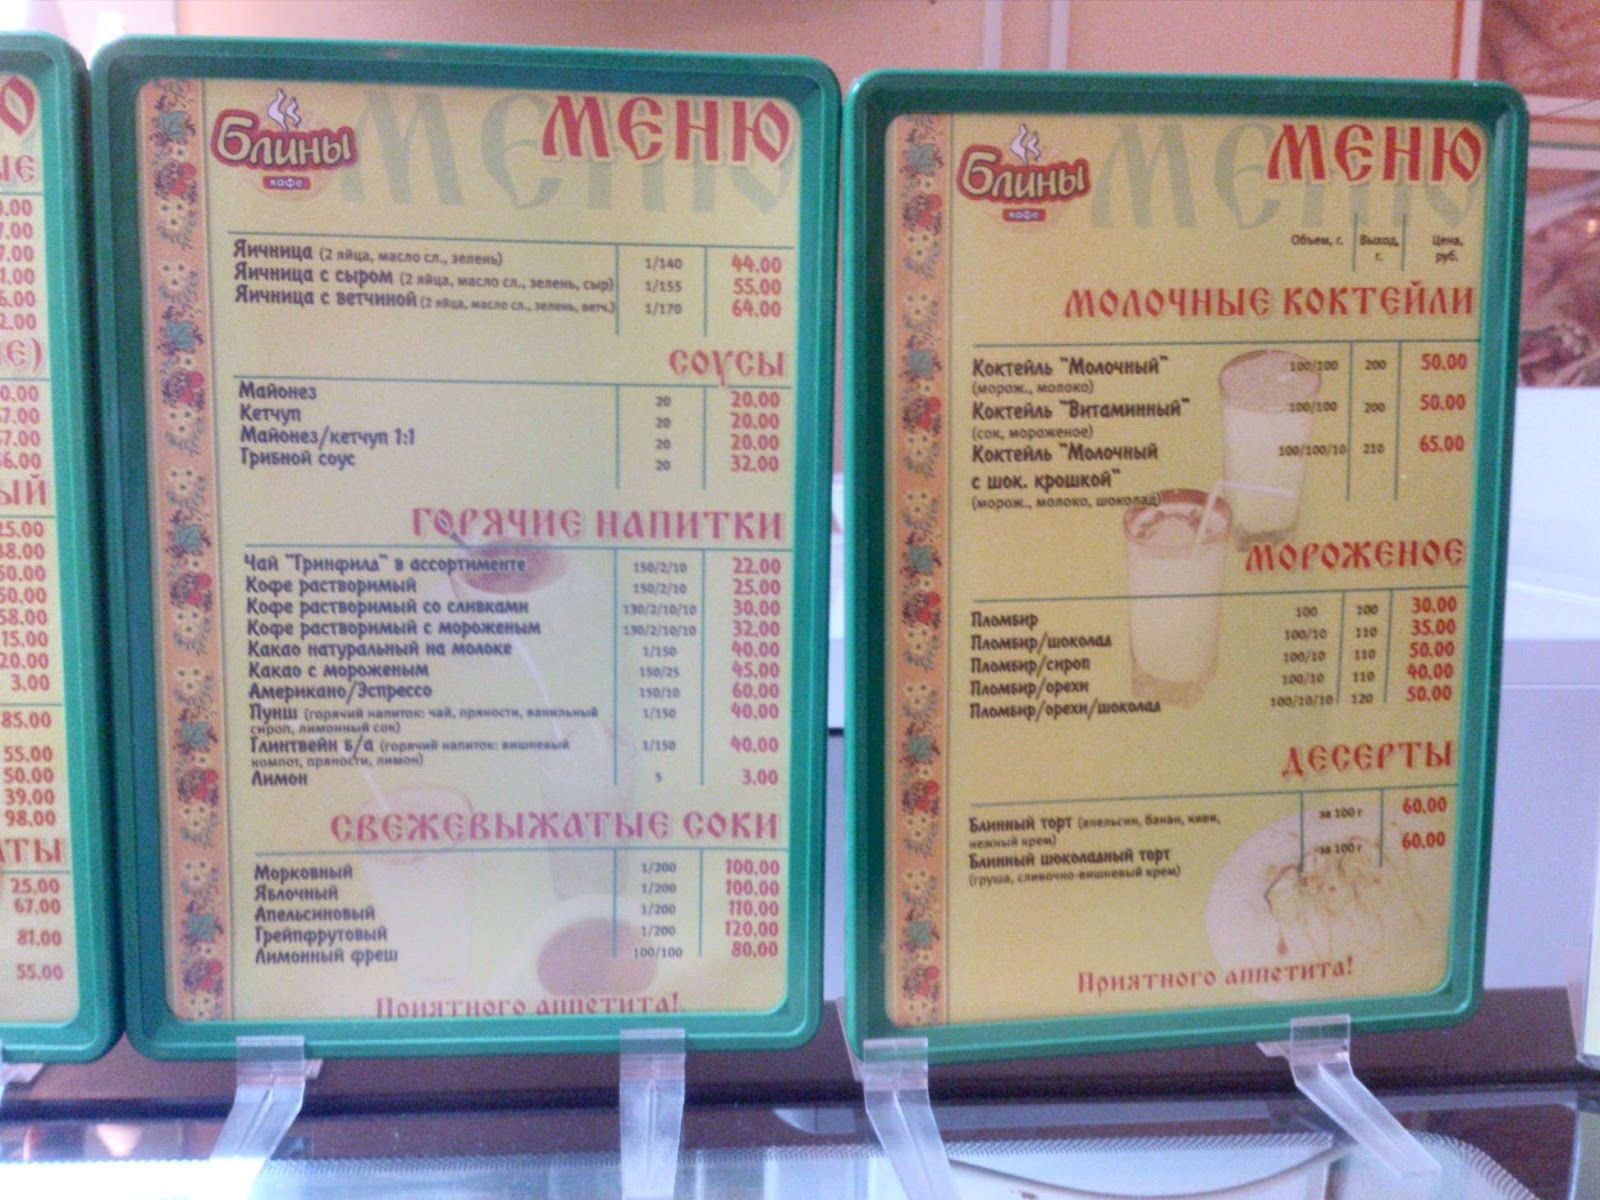 Блины
кафе
МЕНЮ
Яичница (2 яйца, масло сл., зелень) 1/140 44.00
Яичница с сыром (2 яйца, масло сл., зелень, сыр) 1/155 55.00
Яичница с ветчиной (2 яйца, масло сл., зелень, ветч.) 1/170 64.00
СОУСЫ
Майонез 20 20.00
Кетчуп 20 20.00
Майонез/кетчуп 1:1 20 20.00
Грибной соус 20 32.00
ГОРЯЧИЕ НАПИТКИ
Чай "Гринфилд" в ассортименте 150/2/10 22.00
Кофе растворимый 150/2/10 25.00
Кофе растворимый со сливками 130/2/10/10 30.00
Кофе растворимый с мороженым 130/2/10/10 32.00
Какао натуральный на молоке 1/150 40.00
Какао с мороженым 150/25 45.00
Американо/Эспрессо 150/10 60.00
Пунш (горячий напиток: чай, пряности, ванильный 1/150 40.00
сироп, лимонный сок)
Глинтвейн б/а (горячий напиток: вишневый 1/150 40.00
компот, пряности, лимон)
Лимон 5 3.00
СВЕЖЕВЫЖАТЫЕ СОКИ
Морковный 1/200 100.00
Яблочный 1/200 100.00
Апельсиновый 1/200 110.00
Грейпфрутовый 1/200 120.00
Лимонный фреш 100/100 80.00
Приятного аппетита!
Блины
кафе
МЕНЮ
Объем, г. Выход, г. Цена, руб.
МОЛОЧНЫЕ КОКТЕЙЛИ
Коктейль "Молочный" 100/100 200 50.00
(морож., молоко)
Коктейль "Витаминный" 100/100 200 50.00
(сок, мороженое)
Коктейль "Молочный 100/100/10 210 65.00
с шок. крошкой"
(морож., молоко, шоколад)
МОРОЖЕНОЕ
Пломбир 100 100 30.00
Пломбир/шоколад 100/10 110 35.00
Пломбир/сироп 100/10 110 50.00
Пломбир/орехи 100/10 110 40.00
Пломбир/орехи/шоколад 100/10/10 120 50.00
ДЕСЕРТЫ
Блинный торт (апельсин, банан, киви, за 100 г 60.00
нежный крем)
Блинный шоколадный торт за 100 г 60.00
(груша, сливочно-вишневый крем)
Приятного аппетита!